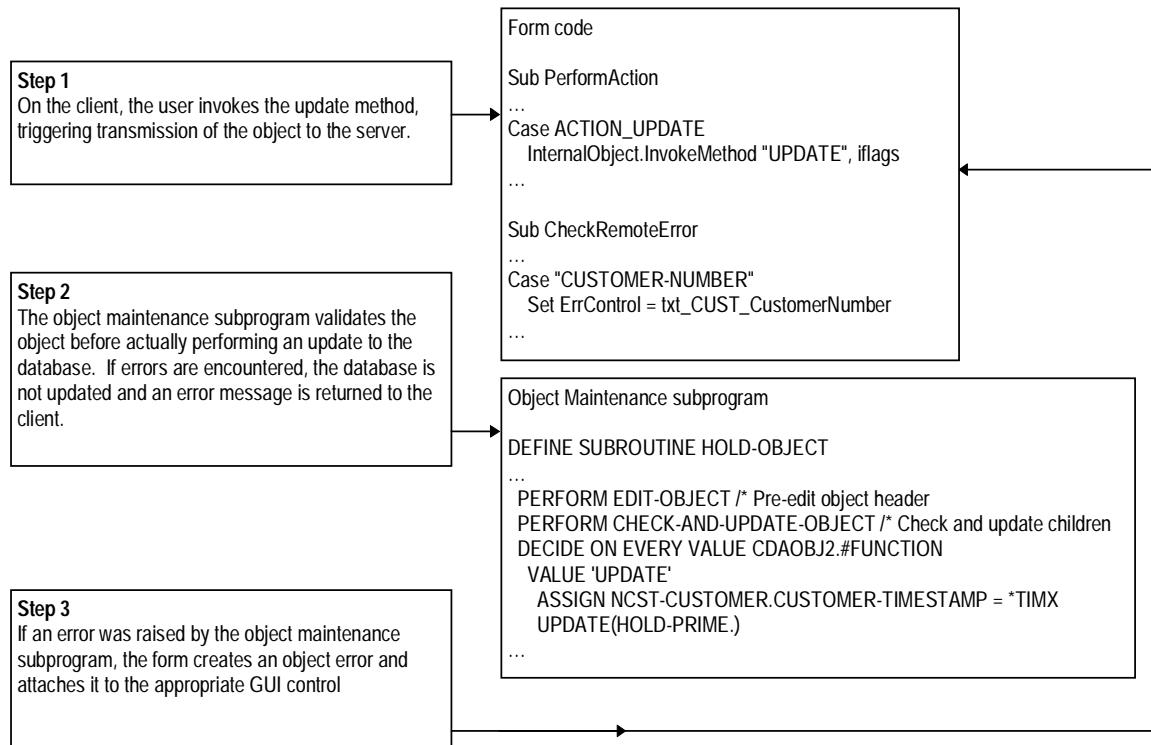 Step 1
On the client, the user invokes the update method,
triggering transmission of the object to the server.
Form code
Sub PerformAction
…
Case ACTION_UPDATE
InternalObject.InvokeMethod "UPDATE", iflags
…
Sub CheckRemoteError
…
Case "CUSTOMER-NUMBER"
Set ErrControl = txt_CUST_CustomerNumber
…
Step 2
The object maintenance subprogram validates the
object before actually performing an update to the
database.  If errors are encountered, the database is
not updated and an error message is returned to the
client.
Object Maintenance subprogram
DEFINE SUBROUTINE HOLD-OBJECT
…
PERFORM EDIT-OBJECT /* Pre-edit object header
PERFORM CHECK-AND-UPDATE-OBJECT /* Check and update children
DECIDE ON EVERY VALUE CDAOBJ2.#FUNCTION
VALUE 'UPDATE'
ASSIGN NCST-CUSTOMER.CUSTOMER-TIMESTAMP = *TIMX
UPDATE(HOLD-PRIME.)
…
Step 3
If an error was raised by the object maintenance
subprogram, the form creates an object error and
attaches it to the appropriate GUI control